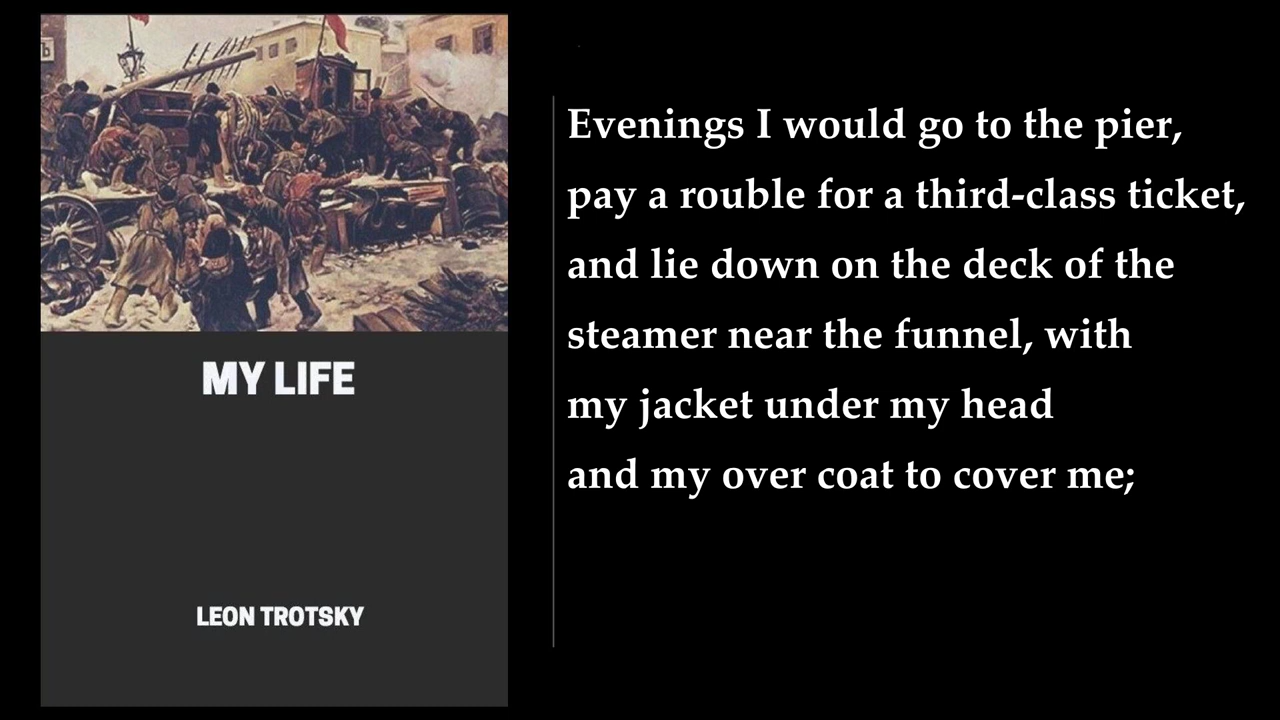 MY LIFE
LEON TROTSKY
Evenings I would go to the pier,
pay a rouble for a third-class ticket,
and lie down on the deck of the
steamer near the funnel, with
my jacket under my head
and my over coat to cover me;